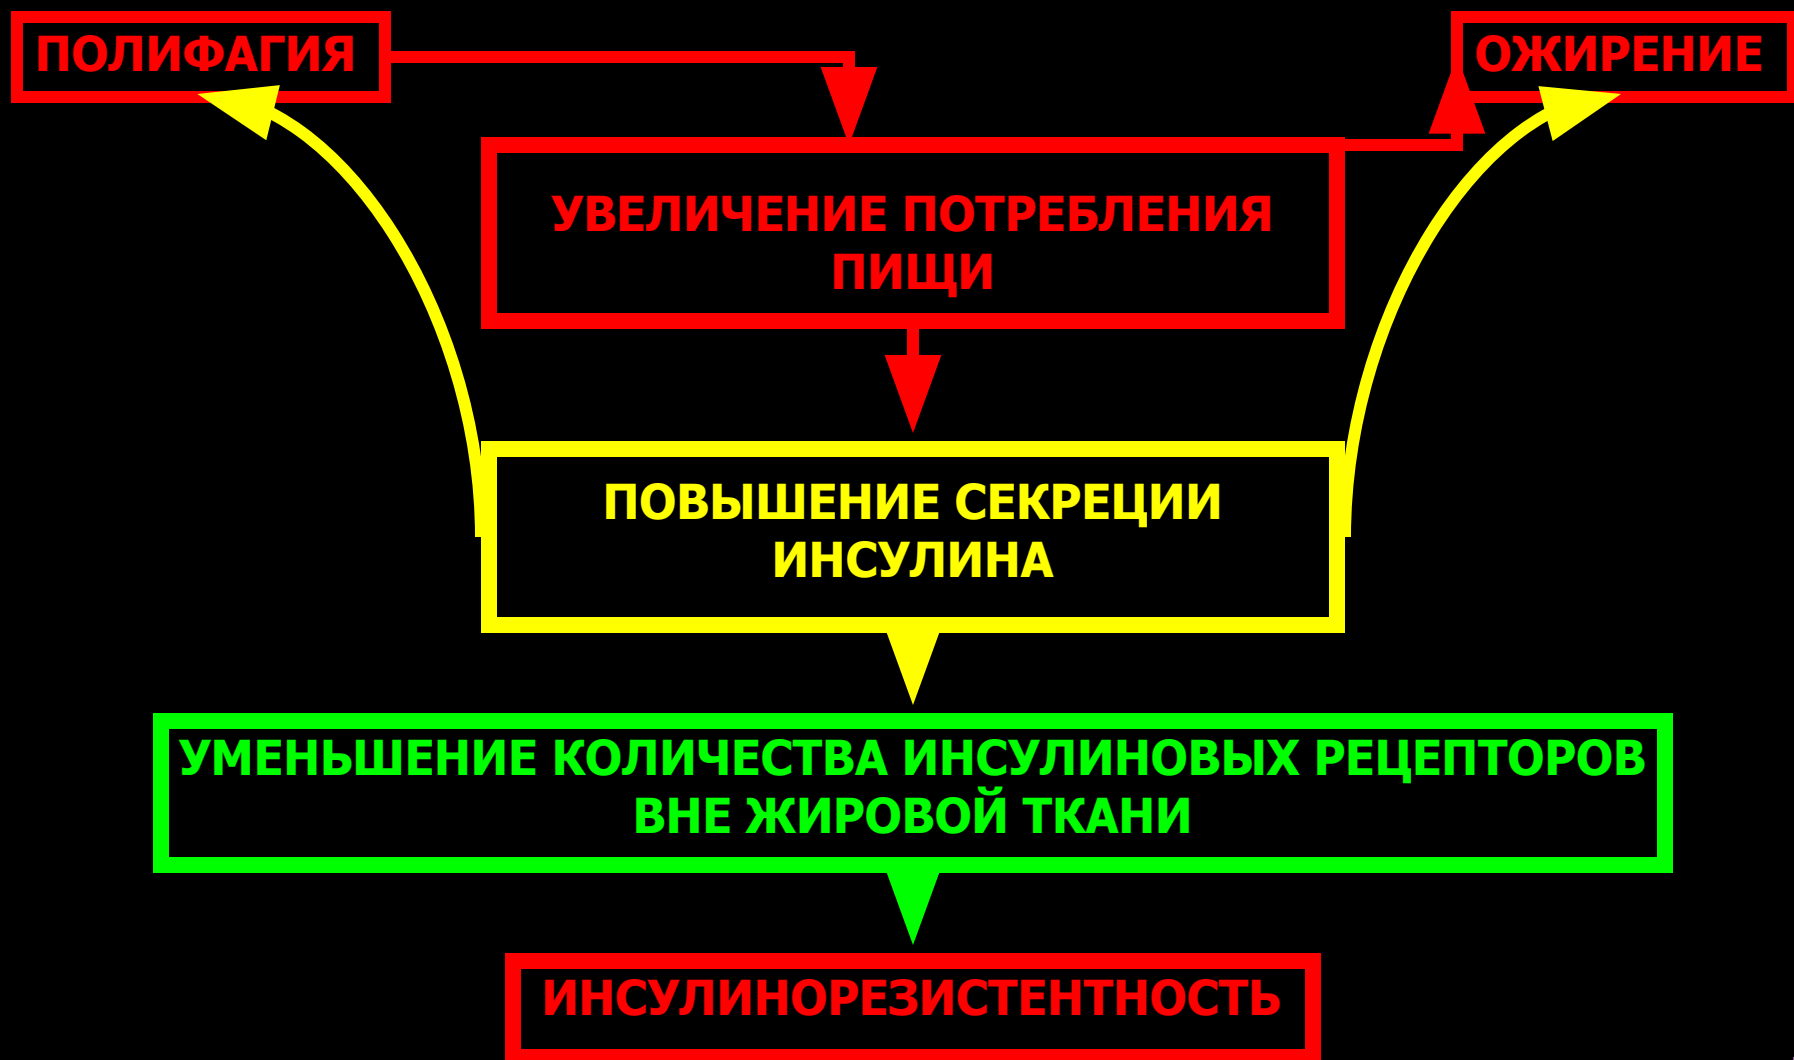 ПОЛИФАГИЯ
ОЖИРЕНИЕ
УВЕЛИЧЕНИЕ ПОТРЕБЛЕНИЯ
ПИЩИ
ПОВЫШЕНИЕ СЕКРЕЦИИ
ИНСУЛИНА
УМЕНЬШЕНИЕ КОЛИЧЕСТВА ИНСУЛИНОВЫХ РЕЦЕПТОРОВ
ВНЕ ЖИРОВОЙ ТКАНИ
ИНСУЛИНОРЕЗИСТЕНТНОСТЬ